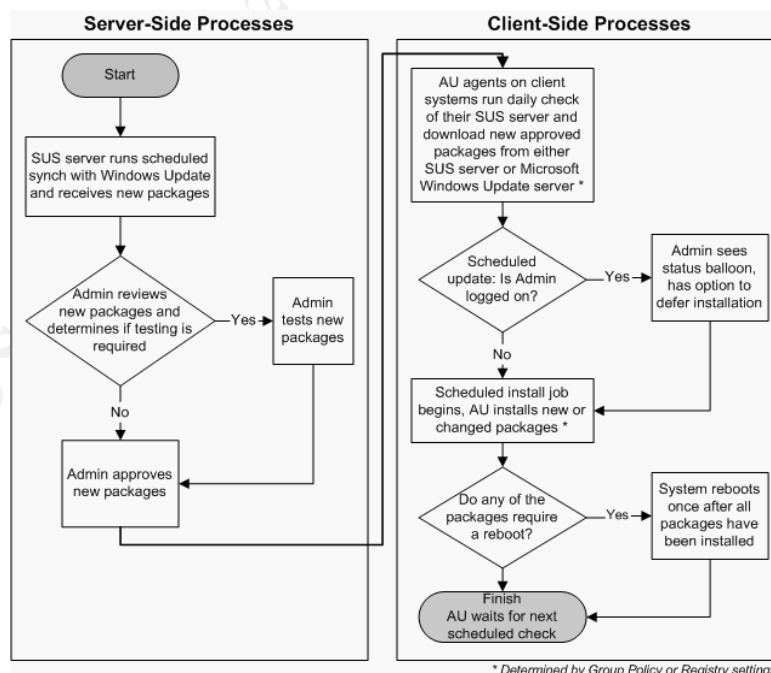 Server-Side Processes
Start
SUS server runs scheduled
synch with Windows Update
and receives new packages
Admin reviews
new packages and
determines if testing is
required
Yes
Admin
tests new
packages
No
Admin approves
new packages
Client-Side Processes
AU agents on client
systems run daily check
of their SUS server and
download new approved
packages from either
SUS server or Microsoft
Windows Update server *
Scheduled
update: Is Admin
logged on?
Yes
Admin sees
status balloon,
has option to
defer installation
No
Scheduled install job
begins, AU installs new or
changed packages *
Do any of the
packages require
a reboot?
Yes
System reboots
once after all
packages have
been installed
Finish
AU waits for next
scheduled check
* Determined by Group Policy or Registry setting